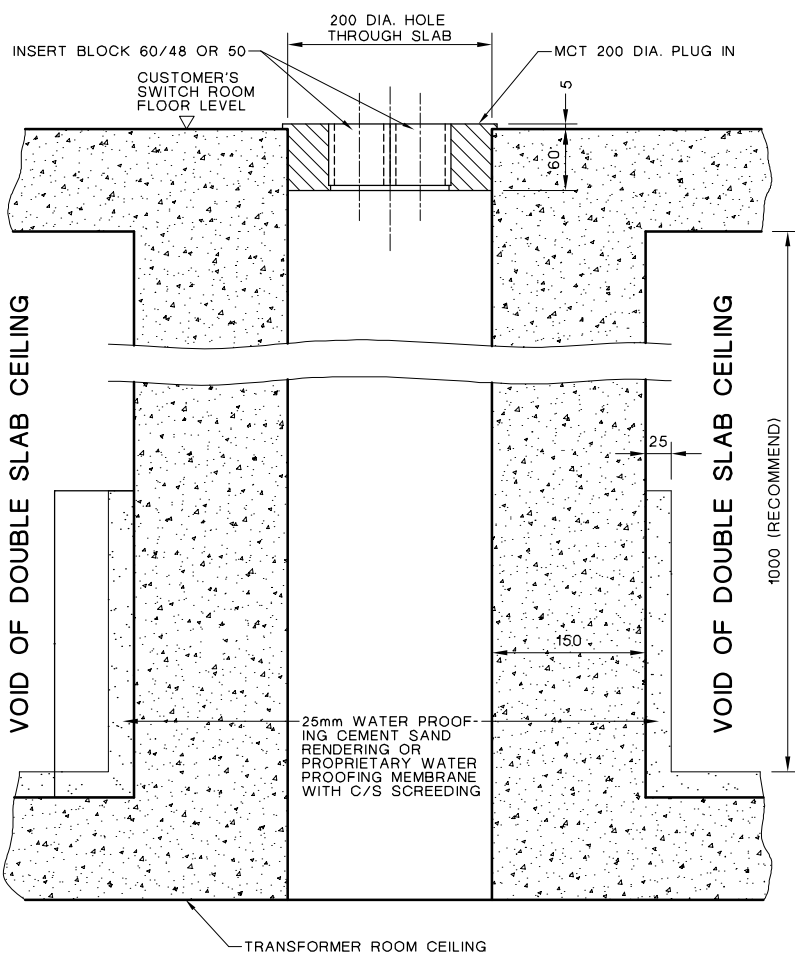 200 DIA. HOLE
THROUGH SLAB
INSERT BLOCK 60/48 OR 50
MCT 200 DIA. PLUG IN
CUSTOMER'S
SWITCH ROOM
FLOOR LEVEL
5
60
VOID OF DOUBLE SLAB CEILING
VOID OF DOUBLE SLAB CEILING
25
1000 (RECOMMEND)
150
25mm WATER PROOF-
ING CEMENT SAND
RENDERING OR
PROPRIETARY WATER
PROOFING MEMBRANE
WITH C/S SCREEDING
TRANSFORMER ROOM CEILING